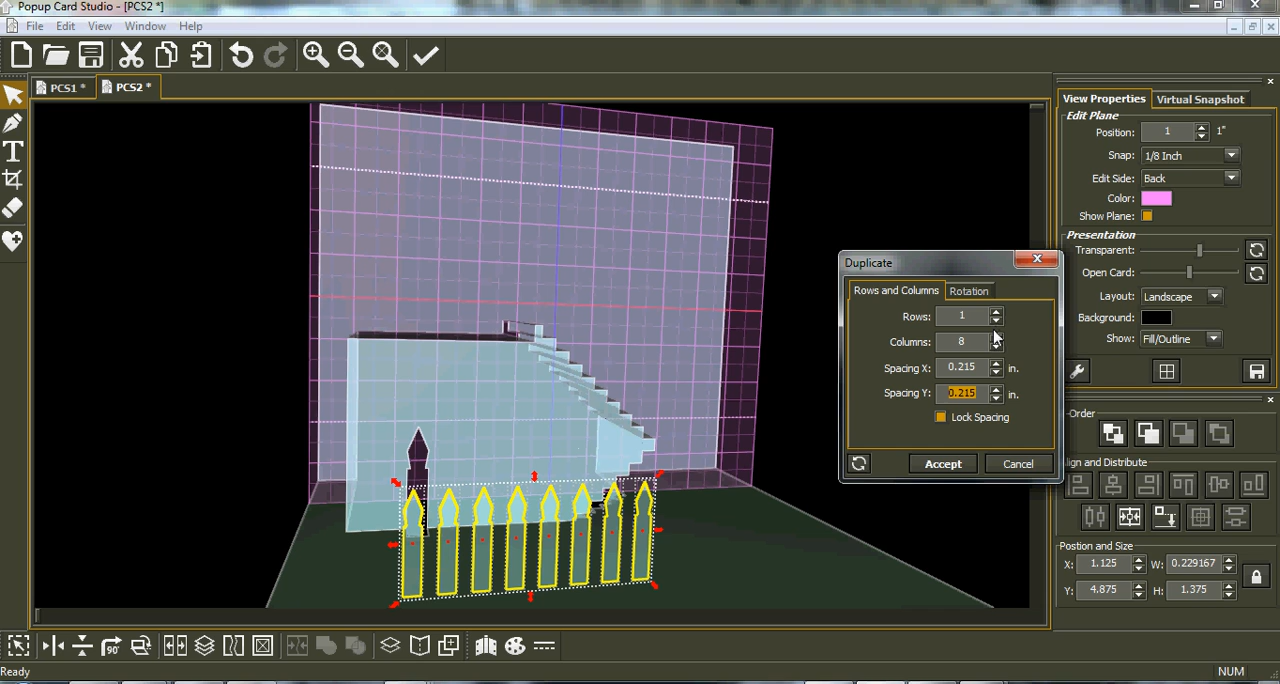 Popup Card Studio - [PCS2 *]
File Edit View Window Help
PCS1 * PCS2 *
View Properties Virtual Snapshot
Edit Plane
Position: 1 1"
Snap: 1/8 Inch
Edit Side: Back
Color:
Show Plane:
Presentation
Transparent:
Open Card:
Layout: Landscape
Background:
Show: Fill/Outline
Duplicate
Rows and Columns Rotation
Rows: 1
Columns: 8
Spacing X: 0.215 in.
Spacing Y: 0.215 in.
Lock Spacing
Accept Cancel
-Order
lign and Distribute
Postion and Size
X: 1.125 W: 0.229167
Y: 4.875 H: 1.375
90°
Ready NUM